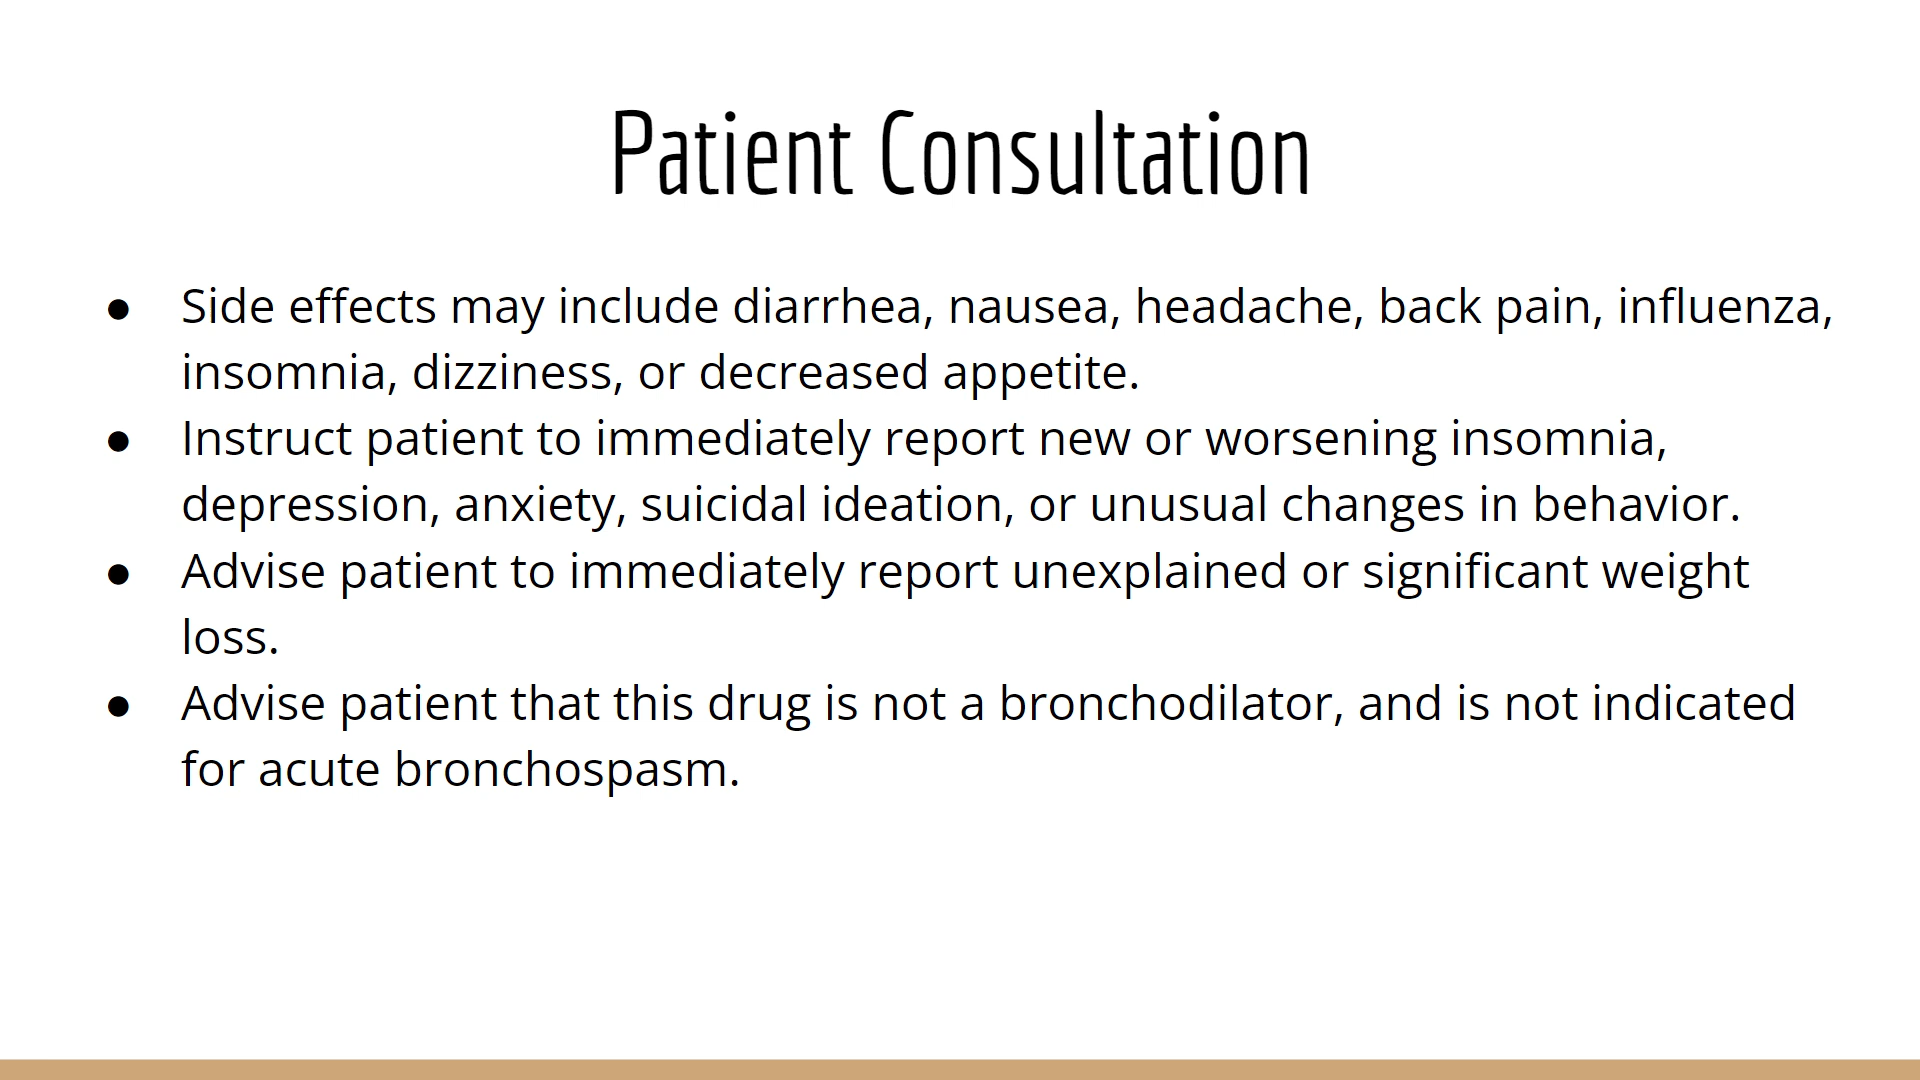 Patient Consultation
● Side effects may include diarrhea, nausea, headache, back pain, influenza,
insomnia, dizziness, or decreased appetite.
● Instruct patient to immediately report new or worsening insomnia,
depression, anxiety, suicidal ideation, or unusual changes in behavior.
● Advise patient to immediately report unexplained or significant weight
loss.
● Advise patient that this drug is not a bronchodilator, and is not indicated
for acute bronchospasm.